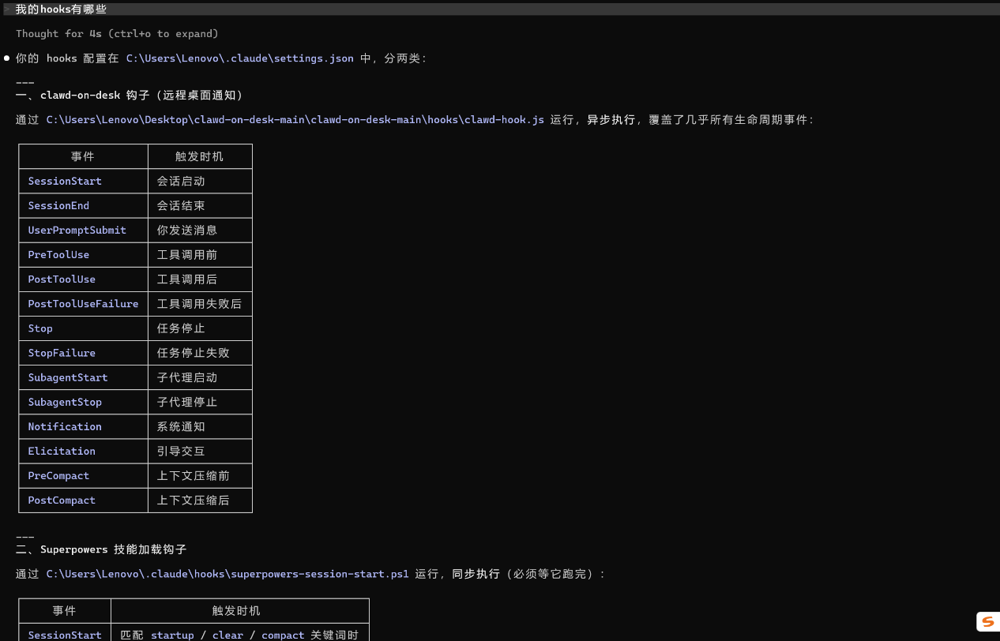 > 我的hooks有哪些
Thought for 4s (ctrl+o to expand)
● 你的 hooks 配置在 C:\Users\Lenovo\.claude\settings.json 中，分两类：
---
一、clawd-on-desk 钩子（远程桌面通知）
通过 C:\Users\Lenovo\Desktop\clawd-on-desk-main\clawd-on-desk-main\hooks\clawd-hook.js 运行，异步执行，覆盖了几乎所有生命周期事件：
事件 触发时机
SessionStart 会话启动
SessionEnd 会话结束
UserPromptSubmit 你发送消息
PreToolUse 工具调用前
PostToolUse 工具调用后
PostToolUseFailure 工具调用失败后
Stop 任务停止
StopFailure 任务停止失败
SubagentStart 子代理启动
SubagentStop 子代理停止
Notification 系统通知
Elicitation 引导交互
PreCompact 上下文压缩前
PostCompact 上下文压缩后
---
二、Superpowers 技能加载钩子
通过 C:\Users\Lenovo\.claude\hooks\superpowers-session-start.ps1 运行，同步执行（必须等它跑完）：
事件 触发时机
SessionStart 匹配 startup / clear / compact 关键词时